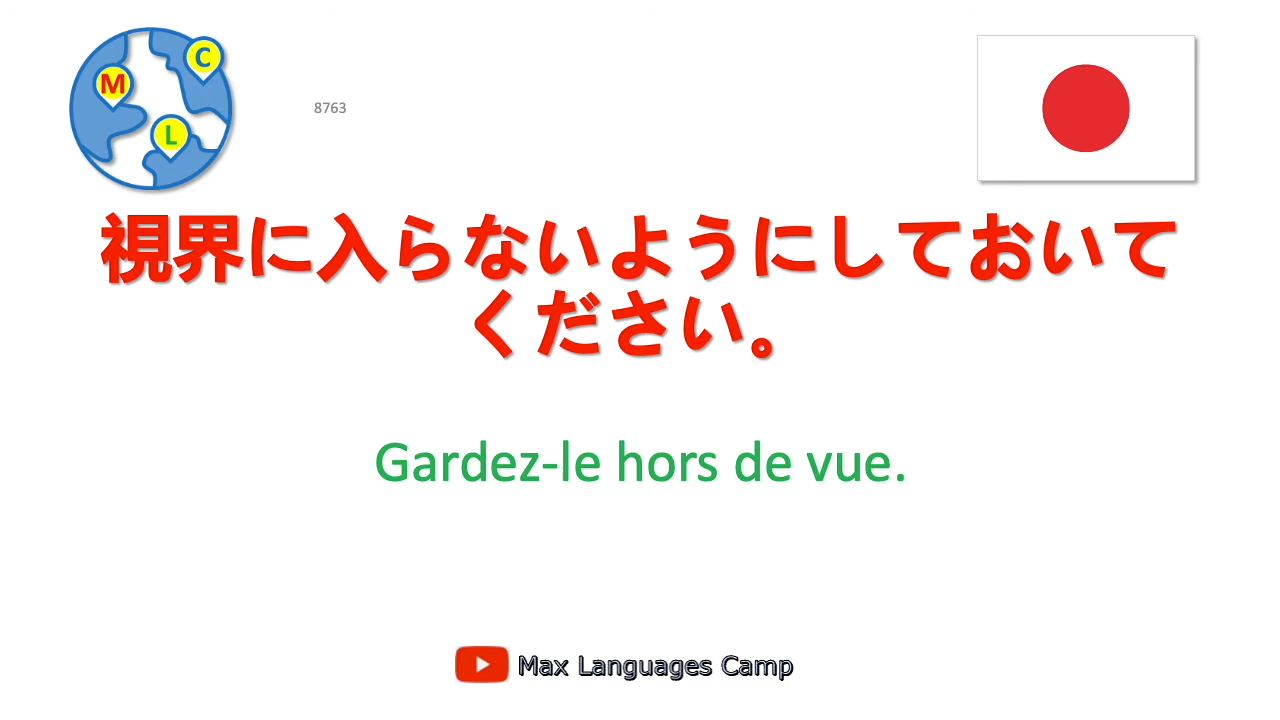 C
M
L
8763
視界に入らないようにしておいて
ください。
Gardez-le hors de vue.
Max Languages Camp